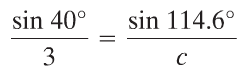 sin 40° / 3 = sin 114.6° / c